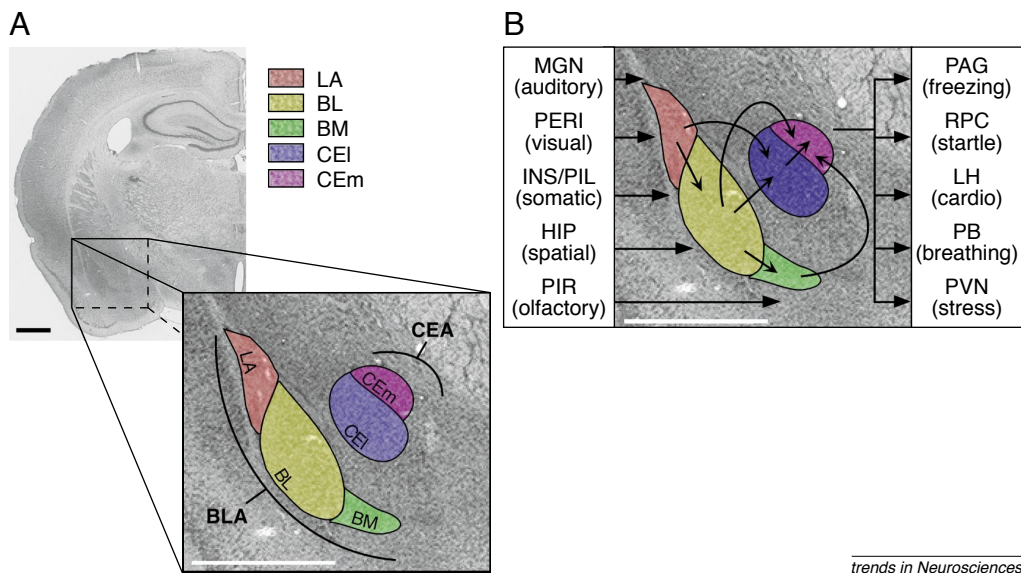 A
LA
BL
BM
CEl
CEm
CEA
LA
CEm
CEl
BL
BLA
BM
B
MGN
(auditory)
PERI
(visual)
INS/PIL
(somatic)
HIP
(spatial)
PIR
(olfactory)
PAG
(freezing)
RPC
(startle)
LH
(cardio)
PB
(breathing)
PVN
(stress)
trends in Neurosciences